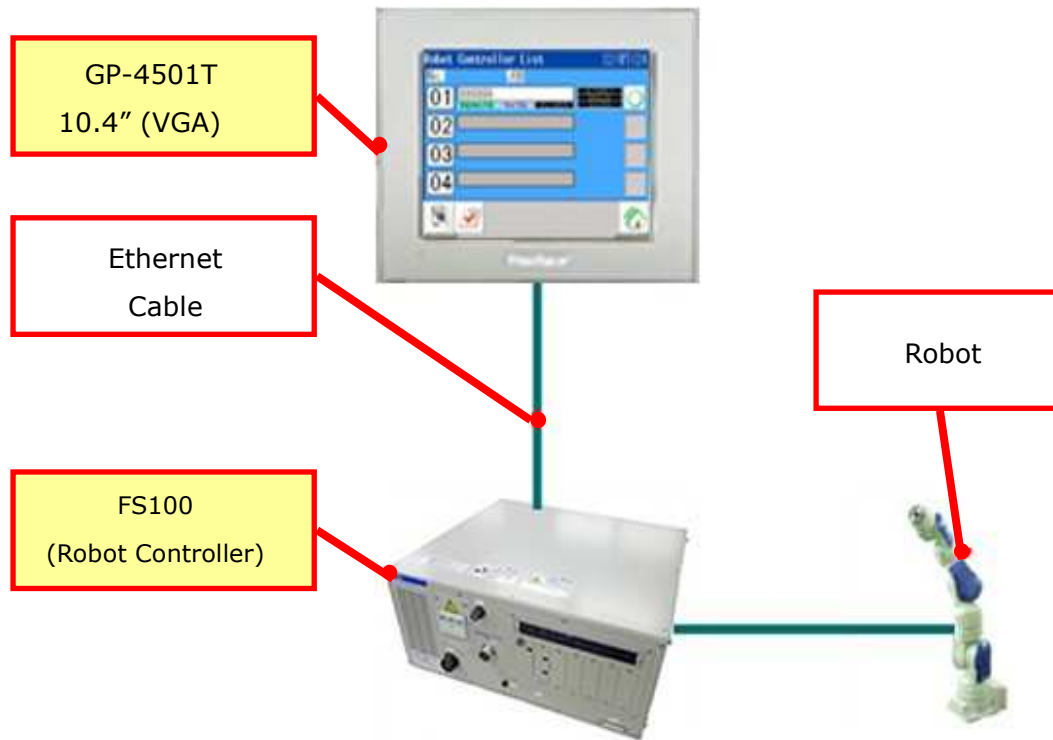 GP-4501T
10.4” (VGA)
Robot Controller List
01
02
03
04
Ethernet
Cable
Robot
FS100
(Robot Controller)